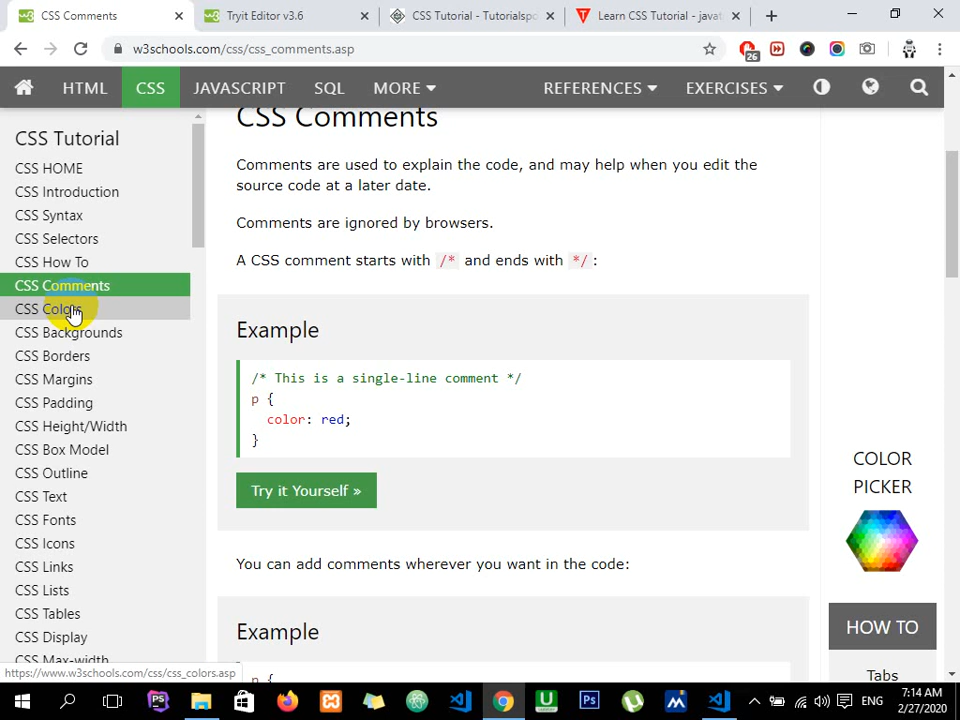 CSS Comments
Tryit Editor v3.6
CSS Tutorial - Tutorialsp
Learn CSS Tutorial - javat
w3schools.com/css/css_comments.asp
26
HTML
CSS
JAVASCRIPT
SQL
MORE
REFERENCES
EXERCISES
CSS Tutorial
CSS HOME
CSS Introduction
CSS Syntax
CSS Selectors
CSS How To
CSS Comments
CSS Colors
CSS Backgrounds
CSS Borders
CSS Margins
CSS Padding
CSS Height/Width
CSS Box Model
CSS Outline
CSS Text
CSS Fonts
CSS Icons
CSS Links
CSS Lists
CSS Tables
CSS Display
CSS Max-width
CSS Comments
Comments are used to explain the code, and may help when you edit the
source code at a later date.
Comments are ignored by browsers.
A CSS comment starts with /* and ends with */ :
Example
/* This is a single-line comment */
p {
color: red;
}
Try it Yourself »
You can add comments wherever you want in the code:
Example
p {
COLOR
PICKER
HOW TO
Tabs
https://www.w3schools.com/css/css_colors.asp
ENG
7:14 AM
2/27/2020